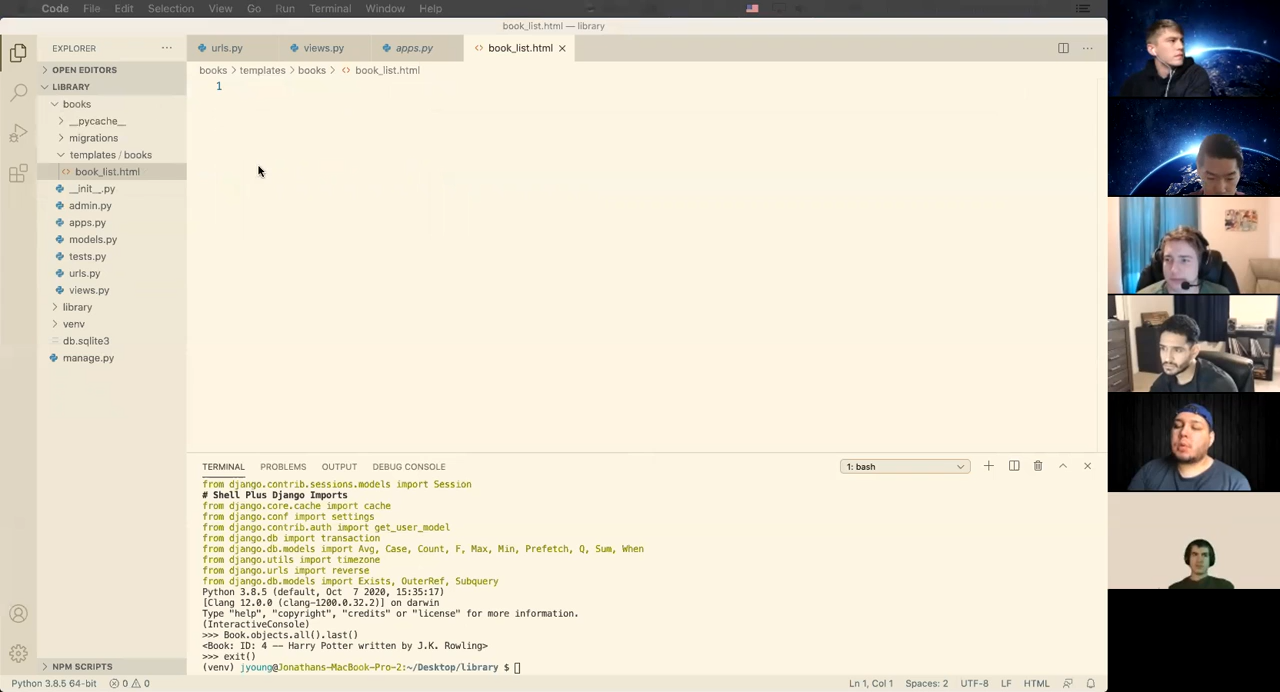 Code File Edit Selection View Go Run Terminal Window Help
book_list.html — library
EXPLORER ...
urls.py views.py apps.py <> book_list.html ×
OPEN EDITORS
books > templates > books > <> book_list.html
LIBRARY
1
books
__pycache__
migrations
templates / books
<> book_list.html
__init__.py
admin.py
apps.py
models.py
tests.py
urls.py
views.py
library
venv
db.sqlite3
manage.py
TERMINAL PROBLEMS OUTPUT DEBUG CONSOLE 1: bash
from django.contrib.sessions.models import Session
# Shell Plus Django Imports
from django.core.cache import cache
from django.conf import settings
from django.contrib.auth import get_user_model
from django.db import transaction
from django.db.models import Avg, Case, Count, F, Max, Min, Prefetch, Q, Sum, When
from django.utils import timezone
from django.urls import reverse
from django.db.models import Exists, OuterRef, Subquery
Python 3.8.5 (default, Oct  7 2020, 15:35:17)
[Clang 12.0.0 (clang-1200.0.32.2)] on darwin
Type "help", "copyright", "credits" or "license" for more information.
(InteractiveConsole)
>>> Book.objects.all().last()
<Book: ID: 4 -- Harry Potter written by J.K. Rowling>
>>> exit()
(venv) jyoung@Jonathans-MacBook-Pro-2:~/Desktop/library $
NPM SCRIPTS
Python 3.8.5 64-bit 0 0 Ln 1, Col 1 Spaces: 2 UTF-8 LF HTML